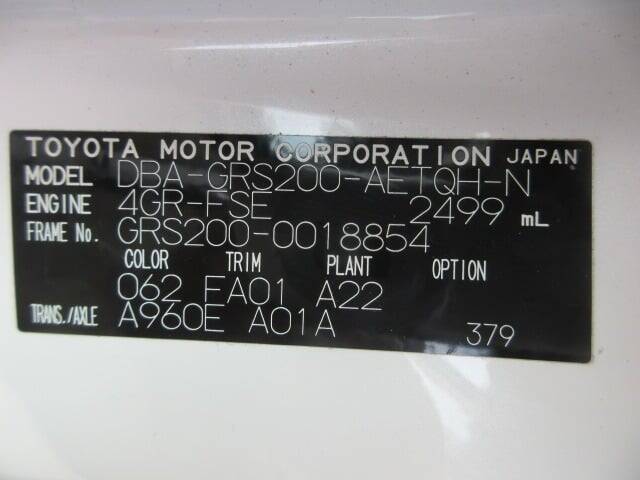 TOYOTA MOTOR CORPORATION JAPAN
MODEL DBA-GRS200-AETQH-N
ENGINE 4GR-FSE 2499 mL
FRAME No. GRS200-0018854
COLOR TRIM PLANT OPTION
062 FA01 A22
TRANS./AXLE A960E A01A 379